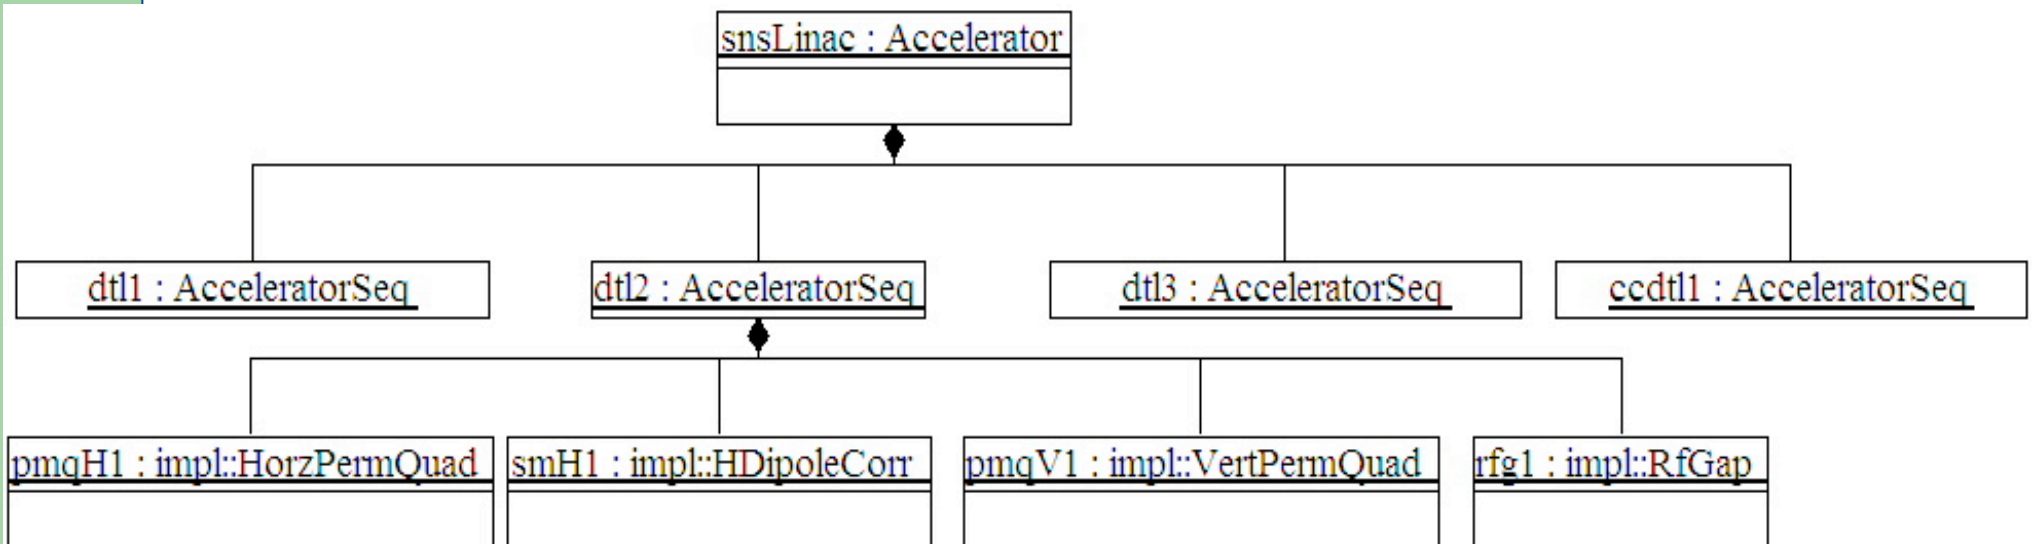 snsLinac : Accelerator
dtl1 : AcceleratorSeq
dtl2 : AcceleratorSeq
dtl3 : AcceleratorSeq
ccdtl1 : AcceleratorSeq
pmqH1 : impl::HorzPermQuad
smH1 : impl::HDipoleCorr
pmqV1 : impl::VertPermQuad
rfg1 : impl::RfGap